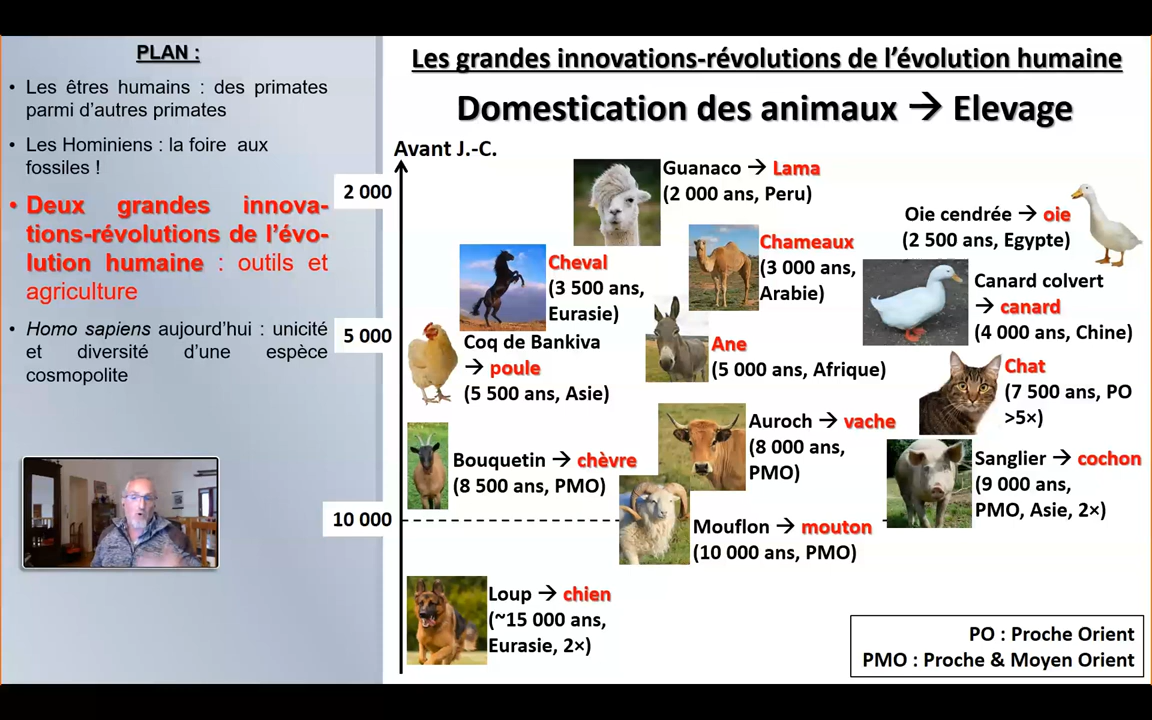 PLAN :
• Les êtres humains : des primates
parmi d'autres primates
• Les Hominiens : la foire aux
fossiles !
• Deux grandes innova-
tions-révolutions de l'évo-
lution humaine : outils et
agriculture
• Homo sapiens aujourd'hui : unicité
et diversité d'une espèce
cosmopolite
Les grandes innovations-révolutions de l'évolution humaine
Domestication des animaux → Elevage
Avant J.-C.
2 000
5 000
10 000
Guanaco → Lama
(2 000 ans, Peru)
Oie cendrée → oie
(2 500 ans, Egypte)
Chameaux
(3 000 ans,
Arabie)
Cheval
(3 500 ans,
Eurasie)
Canard colvert
→ canard
(4 000 ans, Chine)
Ane
(5 000 ans, Afrique)
Coq de Bankiva
→ poule
(5 500 ans, Asie)
Chat
(7 500 ans, PO
>5×)
Auroch → vache
(8 000 ans,
PMO)
Bouquetin → chèvre
(8 500 ans, PMO)
Sanglier → cochon
(9 000 ans,
PMO, Asie, 2×)
Mouflon → mouton
(10 000 ans, PMO)
Loup → chien
(~15 000 ans,
Eurasie, 2×)
PO : Proche Orient
PMO : Proche & Moyen Orient